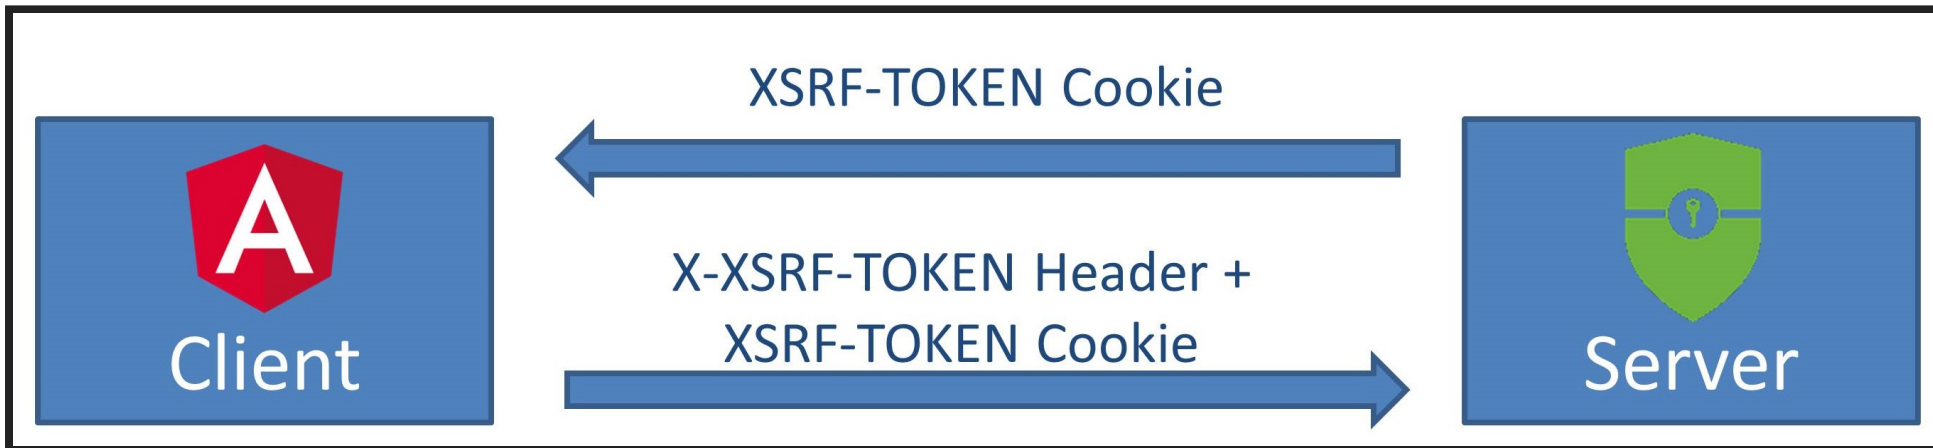 XSRF-TOKEN Cookie
A
Client
X-XSRF-TOKEN Header +
XSRF-TOKEN Cookie
Server